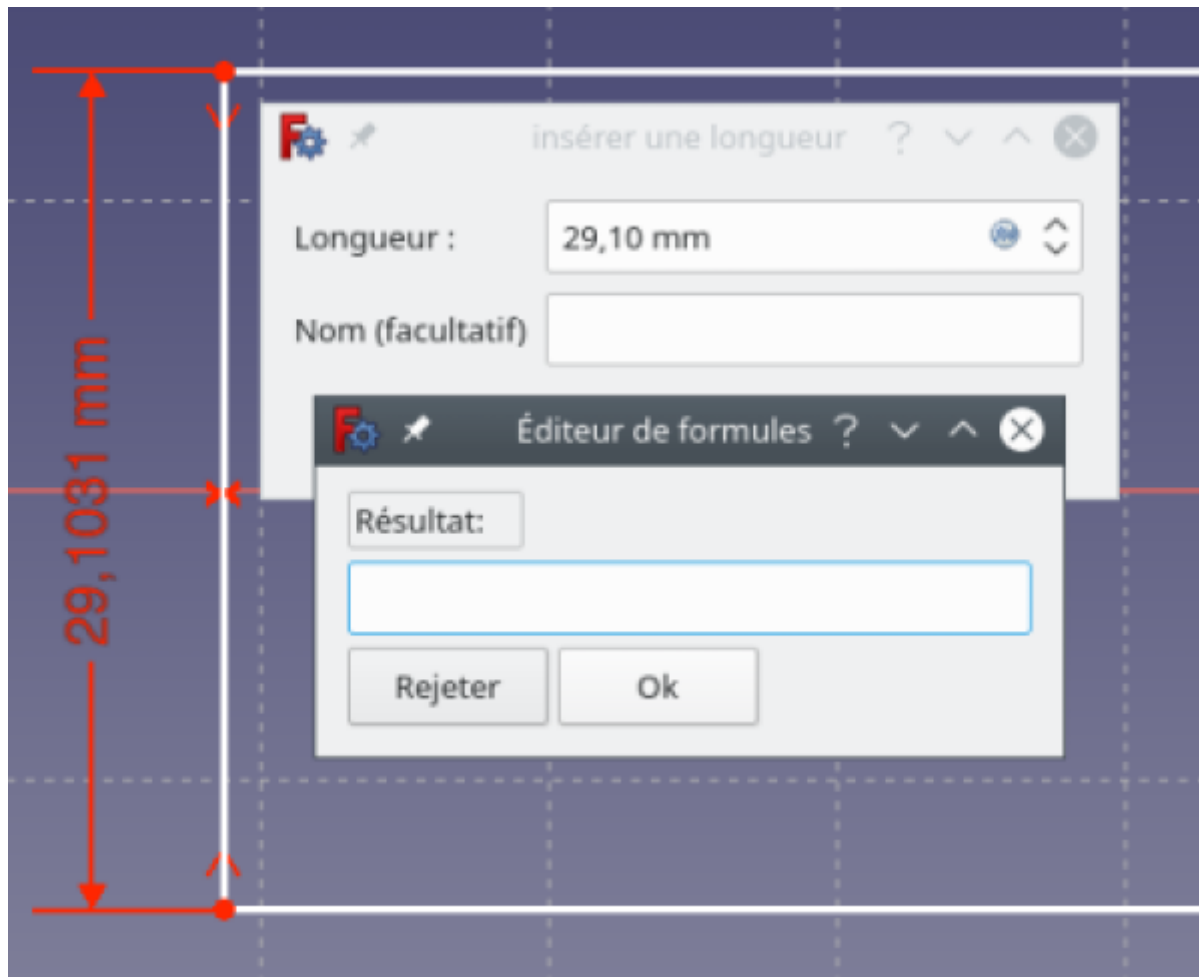 insérer une longueur
Longueur :
29,10 mm
Nom (facultatif)
29,1031 mm
Éditeur de formules
Résultat:
Rejeter
Ok